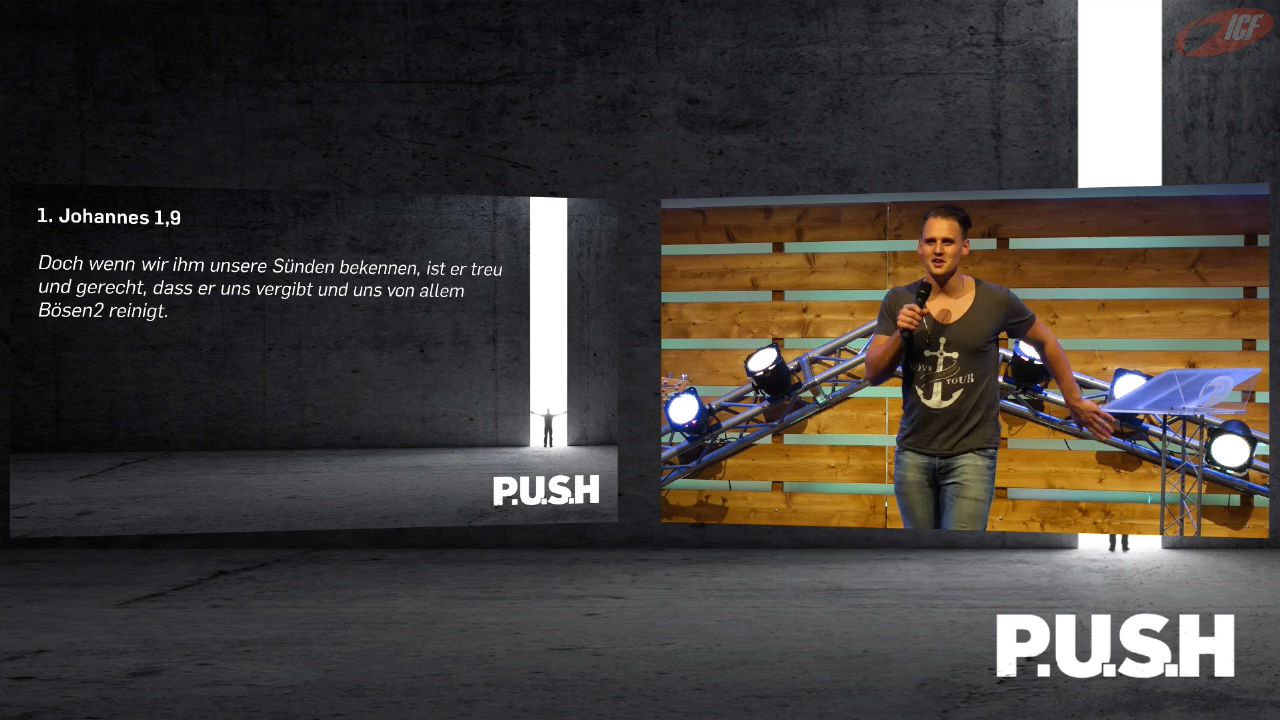 ICF
1. Johannes 1,9
Doch wenn wir ihm unsere Sünden bekennen, ist er treu
und gerecht, dass er uns vergibt und uns von allem
Bösen2 reinigt.
P.U.S.H
LOVE
YOUR
P.U.S.H